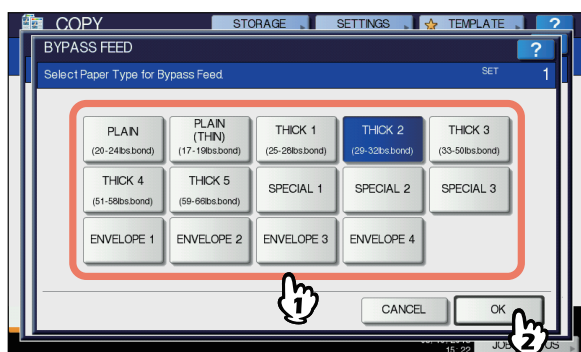 COPY STORAGE SETTINGS TEMPLATE ?
BYPASS FEED ?
Select Paper Type for Bypass Feed. SET 1
PLAIN
(20-24lbs.bond)
PLAIN
(THIN)
(17-19lbs.bond)
THICK 1
(25-28lbs.bond)
THICK 2
(29-32lbs.bond)
THICK 3
(33-50lbs.bond)
THICK 4
(51-58lbs.bond)
THICK 5
(59-66lbs.bond)
SPECIAL 1
SPECIAL 2
SPECIAL 3
ENVELOPE 1
ENVELOPE 2
ENVELOPE 3
ENVELOPE 4
1
CANCEL
OK
2
15:22